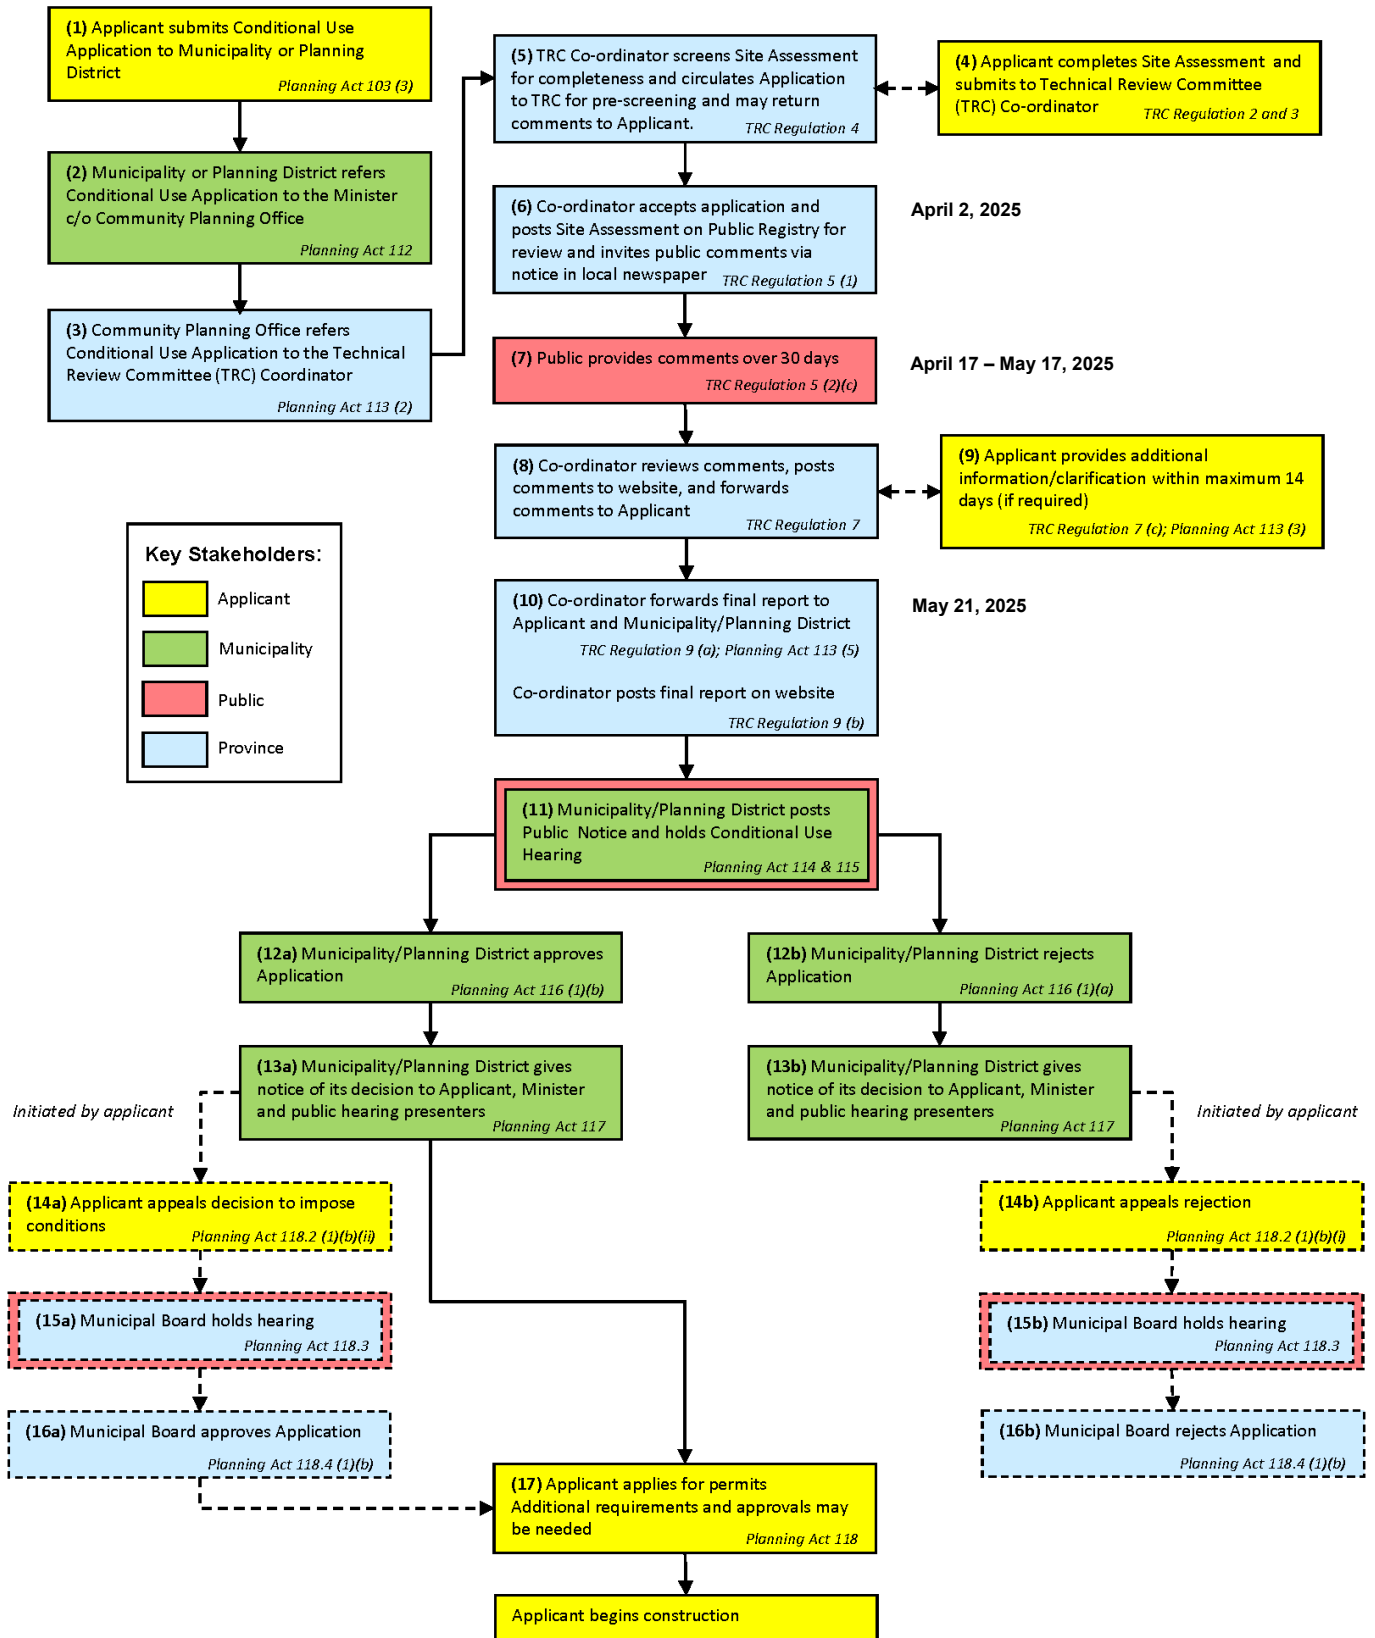 (1) Applicant submits Conditional Use
Application to Municipality or Planning
District
Planning Act 103 (3)
(2) Municipality or Planning District refers
Conditional Use Application to the Minister
c/o Community Planning Office
Planning Act 112
(3) Community Planning Office refers
Conditional Use Application to the Technical
Review Committee (TRC) Coordinator
Planning Act 113 (2)
(4) Applicant completes Site Assessment and
submits to Technical Review Committee
(TRC) Co-ordinator
TRC Regulation 2 and 3
(5) TRC Co-ordinator screens Site Assessment
for completeness and circulates Application
to TRC for pre-screening and may return
comments to Applicant.
TRC Regulation 4
(6) Co-ordinator accepts application and
posts Site Assessment on Public Registry for
review and invites public comments via
notice in local newspaper
TRC Regulation 5 (1)
April 2, 2025
(7) Public provides comments over 30 days
TRC Regulation 5 (2)(c)
April 17 – May 17, 2025
(8) Co-ordinator reviews comments, posts
comments to website, and forwards
comments to Applicant
TRC Regulation 7
(9) Applicant provides additional
information/clarification within maximum 14
days (if required)
TRC Regulation 7 (c); Planning Act 113 (3)
Key Stakeholders:
Applicant
Municipality
Public
Province
(10) Co-ordinator forwards final report to
Applicant and Municipality/Planning District
TRC Regulation 9 (a); Planning Act 113 (5)
Co-ordinator posts final report on website
TRC Regulation 9 (b)
May 21, 2025
(11) Municipality/Planning District posts
Public Notice and holds Conditional Use
Hearing
Planning Act 114 & 115
(12a) Municipality/Planning District approves
Application
Planning Act 116 (1)(b)
(12b) Municipality/Planning District rejects
Application
Planning Act 116 (1)(a)
(13a) Municipality/Planning District gives
notice of its decision to Applicant, Minister
and public hearing presenters
Planning Act 117
(13b) Municipality/Planning District gives
notice of its decision to Applicant, Minister
and public hearing presenters
Planning Act 117
Initiated by applicant
Initiated by applicant
(14a) Applicant appeals decision to impose
conditions
Planning Act 118.2 (1)(b)(ii)
(14b) Applicant appeals rejection
Planning Act 118.2 (1)(b)(i)
(15a) Municipal Board holds hearing
Planning Act 118.3
(15b) Municipal Board holds hearing
Planning Act 118.3
(16a) Municipal Board approves Application
Planning Act 118.4 (1)(b)
(16b) Municipal Board rejects Application
Planning Act 118.4 (1)(b)
(17) Applicant applies for permits
Additional requirements and approvals may
be needed
Planning Act 118
Applicant begins construction